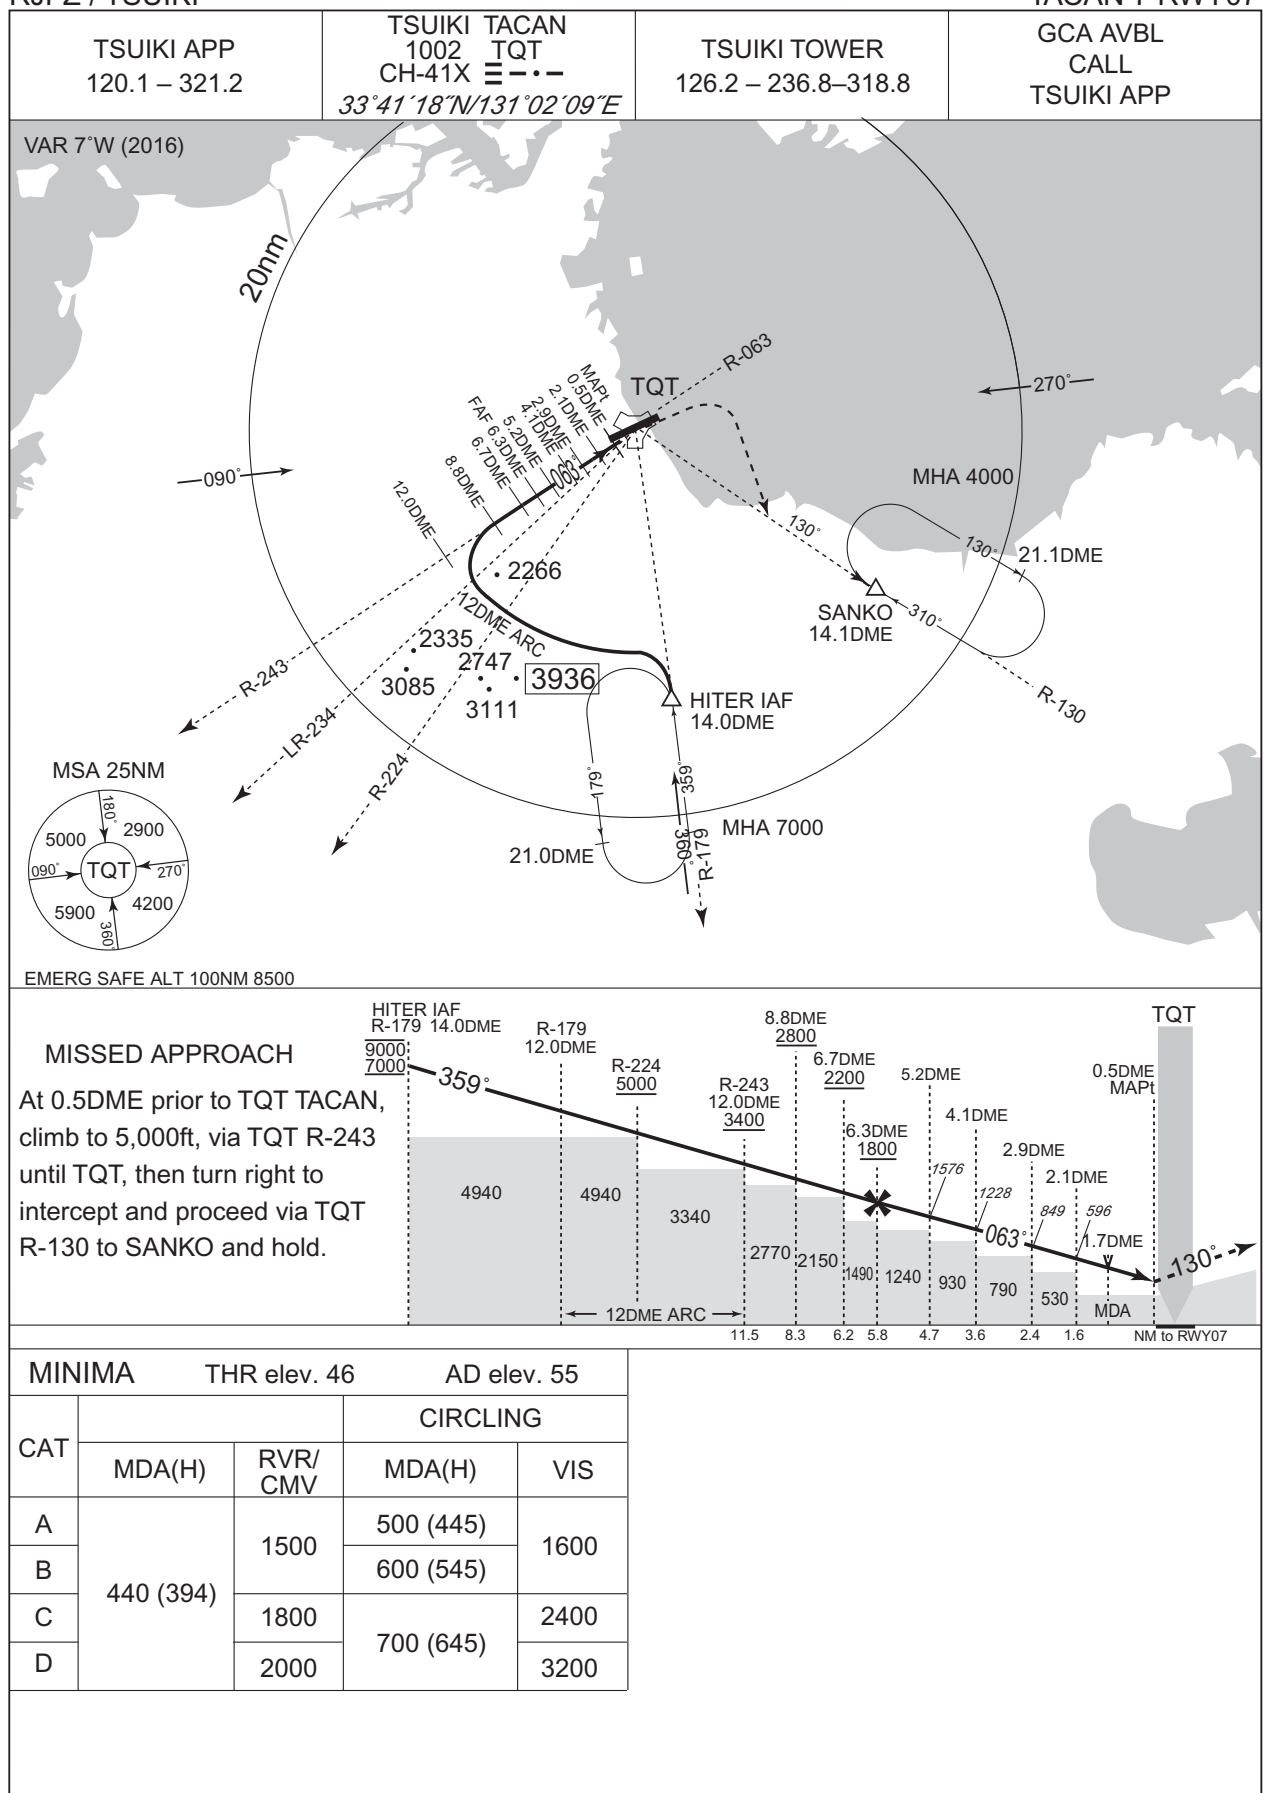 TSUIKI APP
120.1 – 321.2
TSUIKI TACAN
1002 TQT
CH-41X
33°41´18˝N/131°02´09˝E
TSUIKI TOWER
126.2 – 236.8–318.8
GCA AVBL
CALL
TSUIKI APP
VAR 7˚W (2016)
20nm
R-063
TQT
MAPt
0.5DME
2.1DME
2.9DME
4.1DME
5.2DME
FAF 6.3DME
6.7DME
8.8DME
12.0DME
063°
270°
090°
MHA 4000
130°
130°
21.1DME
SANKO
14.1DME
310°
R-130
2266
12DME ARC
2335
3085
2747
3111
3936
HITER IAF
14.0DME
R-243
LR-234
R-224
179°
359°
360°
R-179
MHA 7000
21.0DME
MSA 25NM
180°
5000
2900
090°
TQT
270°
5900
4200
360°
EMERG SAFE ALT 100NM 8500
MISSED APPROACH
At 0.5DME prior to TQT TACAN,
climb to 5,000ft, via TQT R-243
until TQT, then turn right to
intercept and proceed via TQT
R-130 to SANKO and hold.
HITER IAF
R-179 14.0DME
9000
7000
359°
R-179
12.0DME
R-224
5000
R-243
12.0DME
3400
8.8DME
2800
6.7DME
2200
6.3DME
1800
5.2DME
1576
4.1DME
1228
2.9DME
849
2.1DME
596
1.7DME
0.5DME
MAPt
TQT
063°
130°
4940
4940
3340
2770
2150
1490
1240
930
790
530
MDA
12DME ARC
11.5
8.3
6.2
5.8
4.7
3.6
2.4
1.6
NM to RWY07
MINIMA THR elev. 46 AD elev. 55
CAT
CIRCLING
MDA(H)
RVR/
CMV
MDA(H)
VIS
A
B
C
D
440 (394)
1500
1800
2000
500 (445)
600 (545)
700 (645)
1600
2400
3200